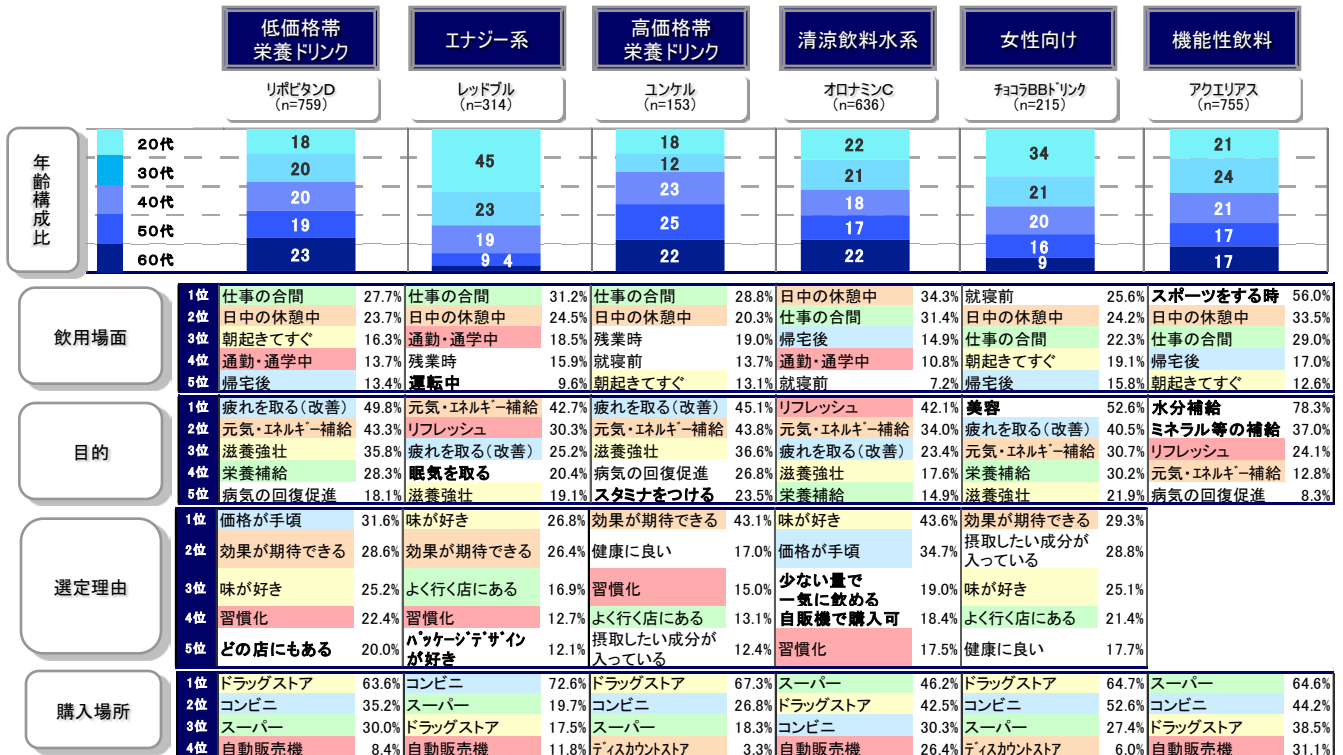 低価格帯
栄養ドリンク
エナジー系
高価格帯
栄養ドリンク
清涼飲料水系
女性向け
機能性飲料
リポビタンD
(n=759)
レッドブル
(n=314)
ユンケル
(n=153)
オロナミンC
(n=636)
チョコラBBドリンク
(n=215)
アクエリアス
(n=755)
年齢構成比
20代 18 45 18 22 34 21
30代 20 23 12 21 21 24
40代 20 19 23 18 20 21
50代 19 9 25 17 16 17
60代 23 4 22 22 9 17
飲用場面
1位 仕事の合間 27.7% 仕事の合間 31.2% 仕事の合間 28.8% 日中の休憩中 34.3% 就寝前 25.6% スポーツをする時 56.0%
2位 日中の休憩中 23.7% 日中の休憩中 24.5% 日中の休憩中 20.3% 仕事の合間 31.4% 日中の休憩中 24.2% 日中の休憩中 33.5%
3位 朝起きてすぐ 16.3% 通勤・通学中 18.5% 残業時 19.0% 帰宅後 14.9% 仕事の合間 22.3% 仕事の合間 29.0%
4位 通勤・通学中 13.7% 残業時 15.9% 就寝前 13.7% 通勤・通学中 10.8% 朝起きてすぐ 19.1% 帰宅後 17.0%
5位 帰宅後 13.4% 運転中 9.6% 朝起きてすぐ 13.1% 就寝前 7.2% 帰宅後 15.8% 朝起きてすぐ 12.6%
目的
1位 疲れを取る(改善) 49.8% 元気・エネルギー補給 42.7% 疲れを取る(改善) 45.1% リフレッシュ 42.1% 美容 52.6% 水分補給 78.3%
2位 元気・エネルギー補給 43.3% リフレッシュ 30.3% 元気・エネルギー補給 43.8% 元気・エネルギー補給 34.0% 疲れを取る(改善) 40.5% ミネラル等の補給 37.0%
3位 滋養強壮 35.8% 疲れを取る(改善) 25.2% 滋養強壮 36.6% 疲れを取る(改善) 23.4% 元気・エネルギー補給 30.7% リフレッシュ 24.1%
4位 栄養補給 28.3% 眠気を取る 20.4% 病気の回復促進 26.8% 滋養強壮 17.6% 栄養補給 30.2% 元気・エネルギー補給 12.8%
5位 病気の回復促進 18.1% 滋養強壮 19.1% スタミナをつける 23.5% 栄養補給 14.9% 滋養強壮 21.9% 病気の回復促進 8.3%
選定理由
1位 価格が手頃 31.6% 味が好き 26.8% 効果が期待できる 43.1% 味が好き 43.6% 効果が期待できる 29.3%
2位 効果が期待できる 28.6% 効果が期待できる 26.4% 健康に良い 17.0% 価格が手頃 34.7% 摂取したい成分が
入っている 28.8%
3位 味が好き 25.2% よく行く店にある 16.9% 習慣化 15.0% 少ない量で
一気に飲める 19.0% 味が好き 25.1%
4位 習慣化 22.4% 習慣化 12.7% よく行く店にある 13.1% 自販機で購入可 18.4% よく行く店にある 21.4%
5位 どの店にもある 20.0% パッケージデザイン
が好き 12.1% 摂取したい成分が
入っている 12.4% 習慣化 17.5% 健康に良い 17.7%
購入場所
1位 ドラッグストア 63.6% コンビニ 72.6% ドラッグストア 67.3% スーパー 46.2% ドラッグストア 64.7% スーパー 64.6%
2位 コンビニ 35.2% スーパー 19.7% コンビニ 26.8% ドラッグストア 42.5% コンビニ 52.6% コンビニ 44.2%
3位 スーパー 30.0% ドラッグストア 17.5% スーパー 18.3% コンビニ 30.3% スーパー 27.4% ドラッグストア 38.5%
4位 自動販売機 8.4% 自動販売機 11.8% ディスカウントストア 3.3% 自動販売機 26.4% ディスカウントストア 6.0% 自動販売機 31.1%